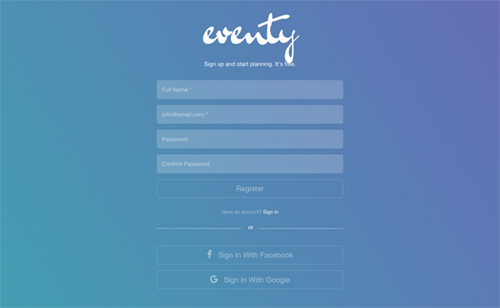 eventy
Sign up and start planning. It's free.
Full Name *
john@email.com *
Password
Confirm Password
Register
Have an account? Sign in
or
Sign In With Facebook
Sign In With Google